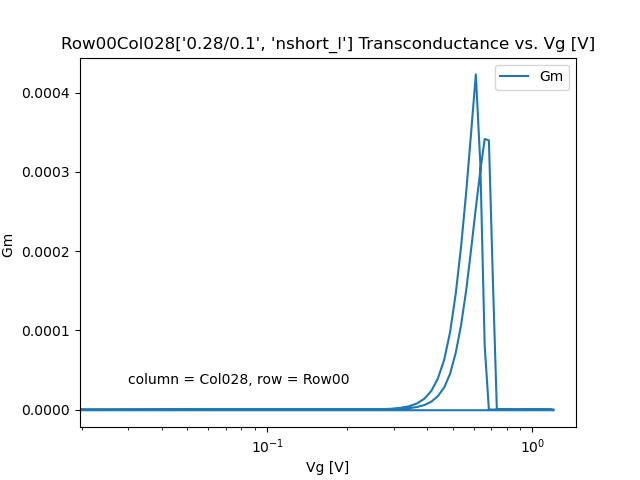 Row00Col028['0.28/0.1', 'nshort_l'] Transconductance vs. Vg [V]
Gm
0.0004
0.0003
0.0002
0.0001
0.0000
Gm
column = Col028, row = Row00
10⁻¹
10⁰
Vg [V]